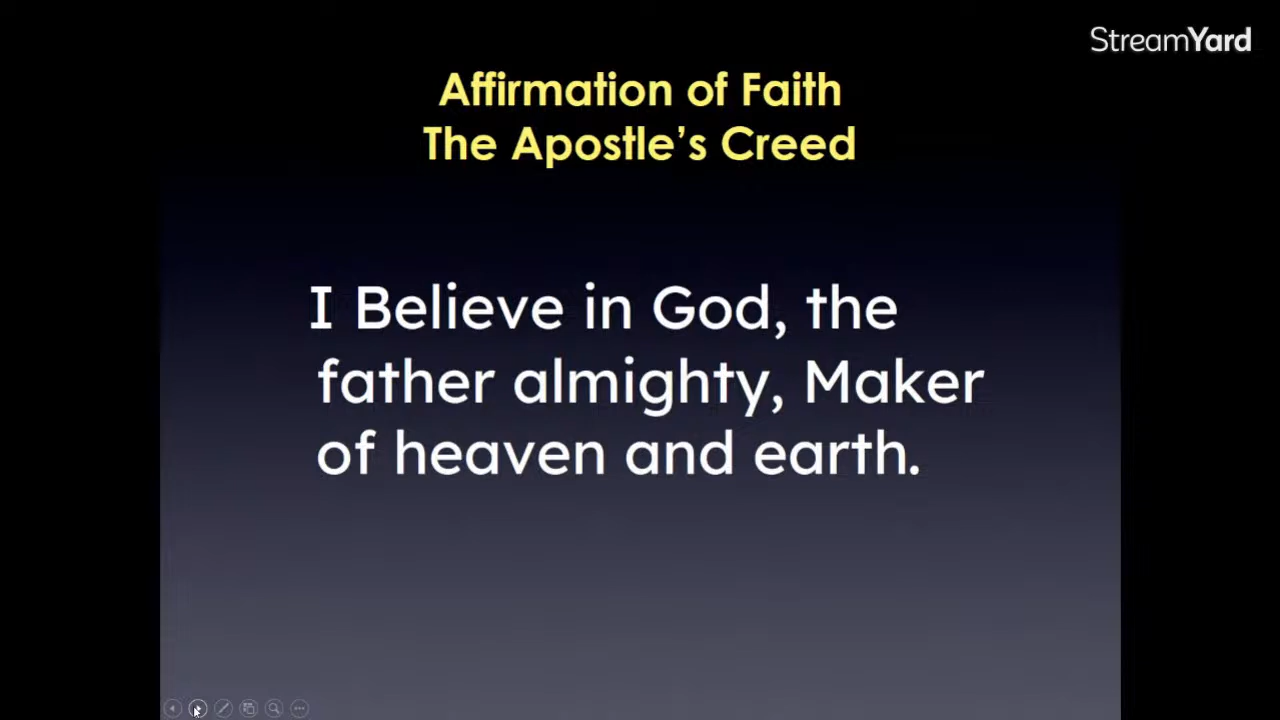 StreamYard
Affirmation of Faith
The Apostle's Creed
I Believe in God, the
father almighty, Maker
of heaven and earth.